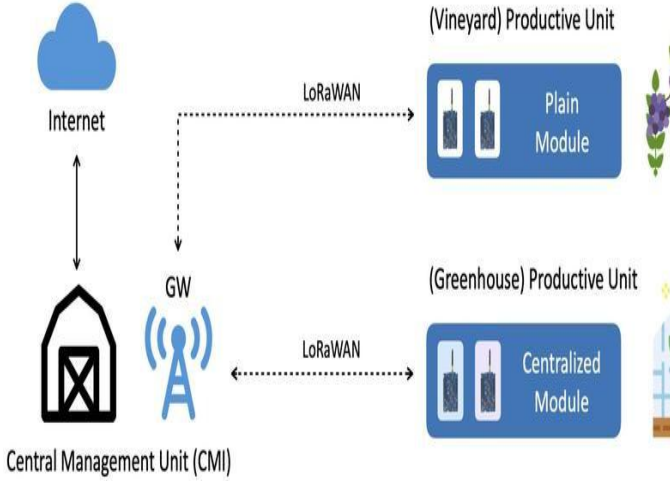 (Vineyard) Productive Unit
LoRaWAN
Plain
Module
Internet
GW
(Greenhouse) Productive Unit
LoRaWAN
Centralized
Module
Central Management Unit (CMI)